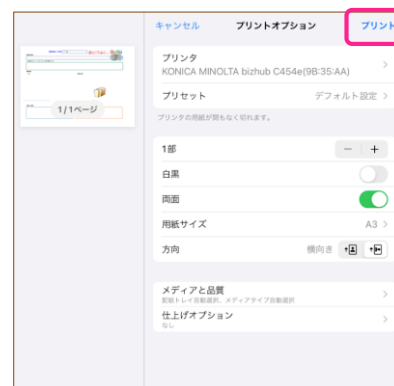 キャンセル
プリントオプション
プリント
1/1ページ
プリンタ
KONICA MINOLTA bizhub C454e(9B:35:AA)
プリセット
デフォルト設定
プリンタの用紙が間もなく切れます。
1部
白黒
両面
用紙サイズ
A3
方向
横向き
メディアと品質
給紙トレイ自動選択, メディアタイプ自動選択
仕上げオプション
なし